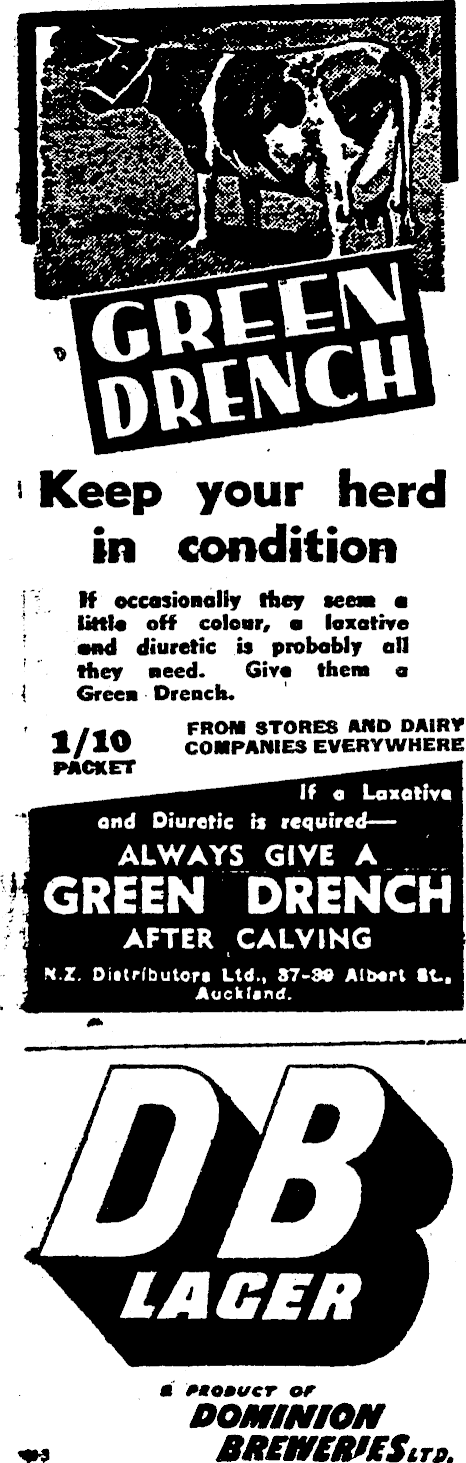 GREEN
DRENCH
Keep your herd
in condition
If occasionally they seem a
little off colour, a laxative
and diuretic is probably all
they need. Give them a
Green Drench.
1/10
PACKET
FROM STORES AND DAIRY
COMPANIES EVERYWHERE
If a Laxative
and Diuretic is required—
ALWAYS GIVE A
GREEN DRENCH
AFTER CALVING
N.Z. Distributors Ltd., 37-39 Albert St.,
Auckland.
DB
LAGER
A PRODUCT OF
DOMINION
BREWERIES LTD.